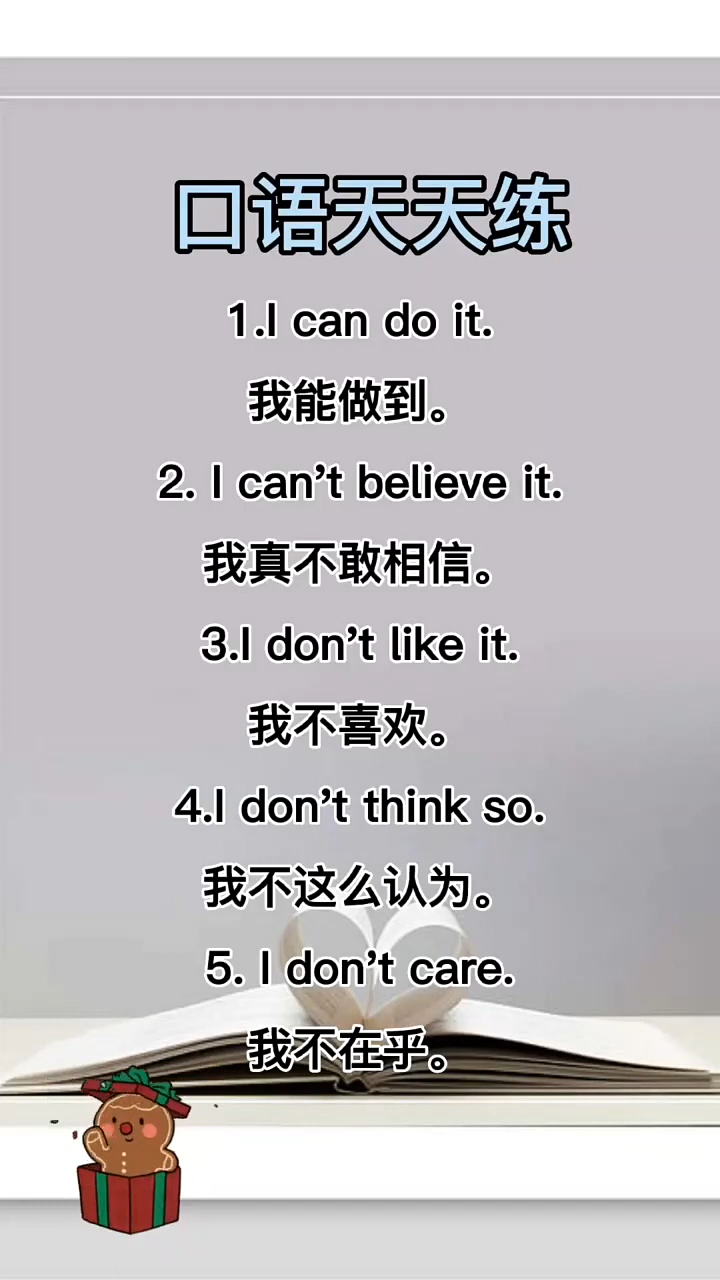 口语天天练
1.I can do it.
我能做到。
2. I can’t believe it.
我真不敢相信。
3.I don’t like it.
我不喜欢。
4.I don’t think so.
我不这么认为。
5. I don’t care.
我不在乎。